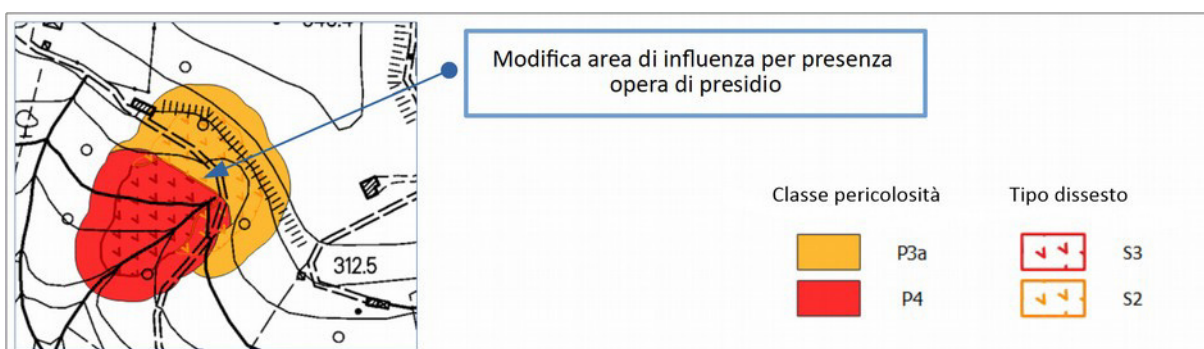 Modifica area di influenza per presenza
opera di presidio
312.5
Classe pericolosità
Tipo dissesto
P3a
S3
P4
S2